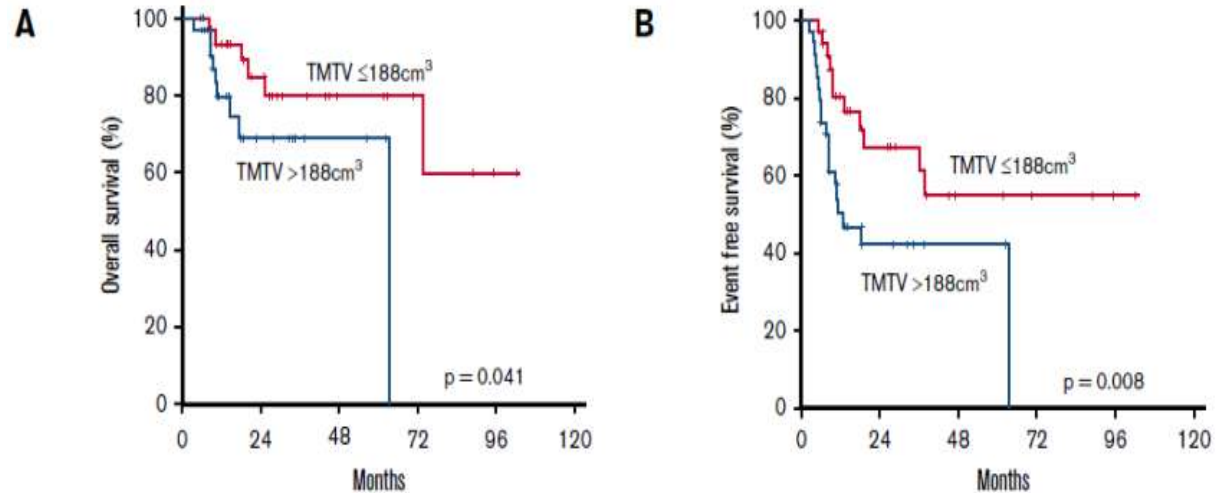 A
Overall survival (%)
100
80
60
40
20
0
TMTV ≤188cm³
TMTV >188cm³
p = 0.041
0 24 48 72 96 120
Months
B
Event free survival (%)
100
80
60
40
20
0
TMTV ≤188cm³
TMTV >188cm³
p = 0.008
0 24 48 72 96 120
Months